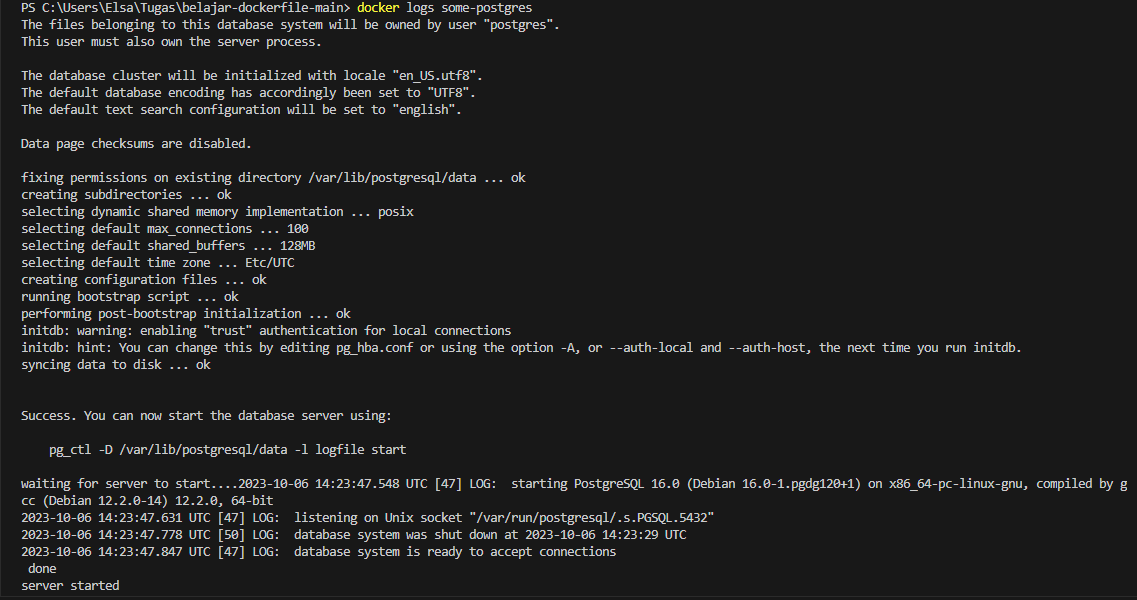 PS C:\Users\Elsa\Tugas\belajar-dockerfile-main> docker logs some-postgres
The files belonging to this database system will be owned by user "postgres".
This user must also own the server process.
The database cluster will be initialized with locale "en_US.utf8".
The default database encoding has accordingly been set to "UTF8".
The default text search configuration will be set to "english".
Data page checksums are disabled.
fixing permissions on existing directory /var/lib/postgresql/data ... ok
creating subdirectories ... ok
selecting dynamic shared memory implementation ... posix
selecting default max_connections ... 100
selecting default shared_buffers ... 128MB
selecting default time zone ... Etc/UTC
creating configuration files ... ok
running bootstrap script ... ok
performing post-bootstrap initialization ... ok
initdb: warning: enabling "trust" authentication for local connections
initdb: hint: You can change this by editing pg_hba.conf or using the option -A, or --auth-local and --auth-host, the next time you run initdb.
syncing data to disk ... ok
Success. You can now start the database server using:
pg_ctl -D /var/lib/postgresql/data -l logfile start
waiting for server to start....2023-10-06 14:23:47.548 UTC [47] LOG:  starting PostgreSQL 16.0 (Debian 16.0-1.pgdg120+1) on x86_64-pc-linux-gnu, compiled by g
cc (Debian 12.2.0-14) 12.2.0, 64-bit
2023-10-06 14:23:47.631 UTC [47] LOG:  listening on Unix socket "/var/run/postgresql/.s.PGSQL.5432"
2023-10-06 14:23:47.778 UTC [50] LOG:  database system was shut down at 2023-10-06 14:23:29 UTC
2023-10-06 14:23:47.847 UTC [47] LOG:  database system is ready to accept connections
done
server started